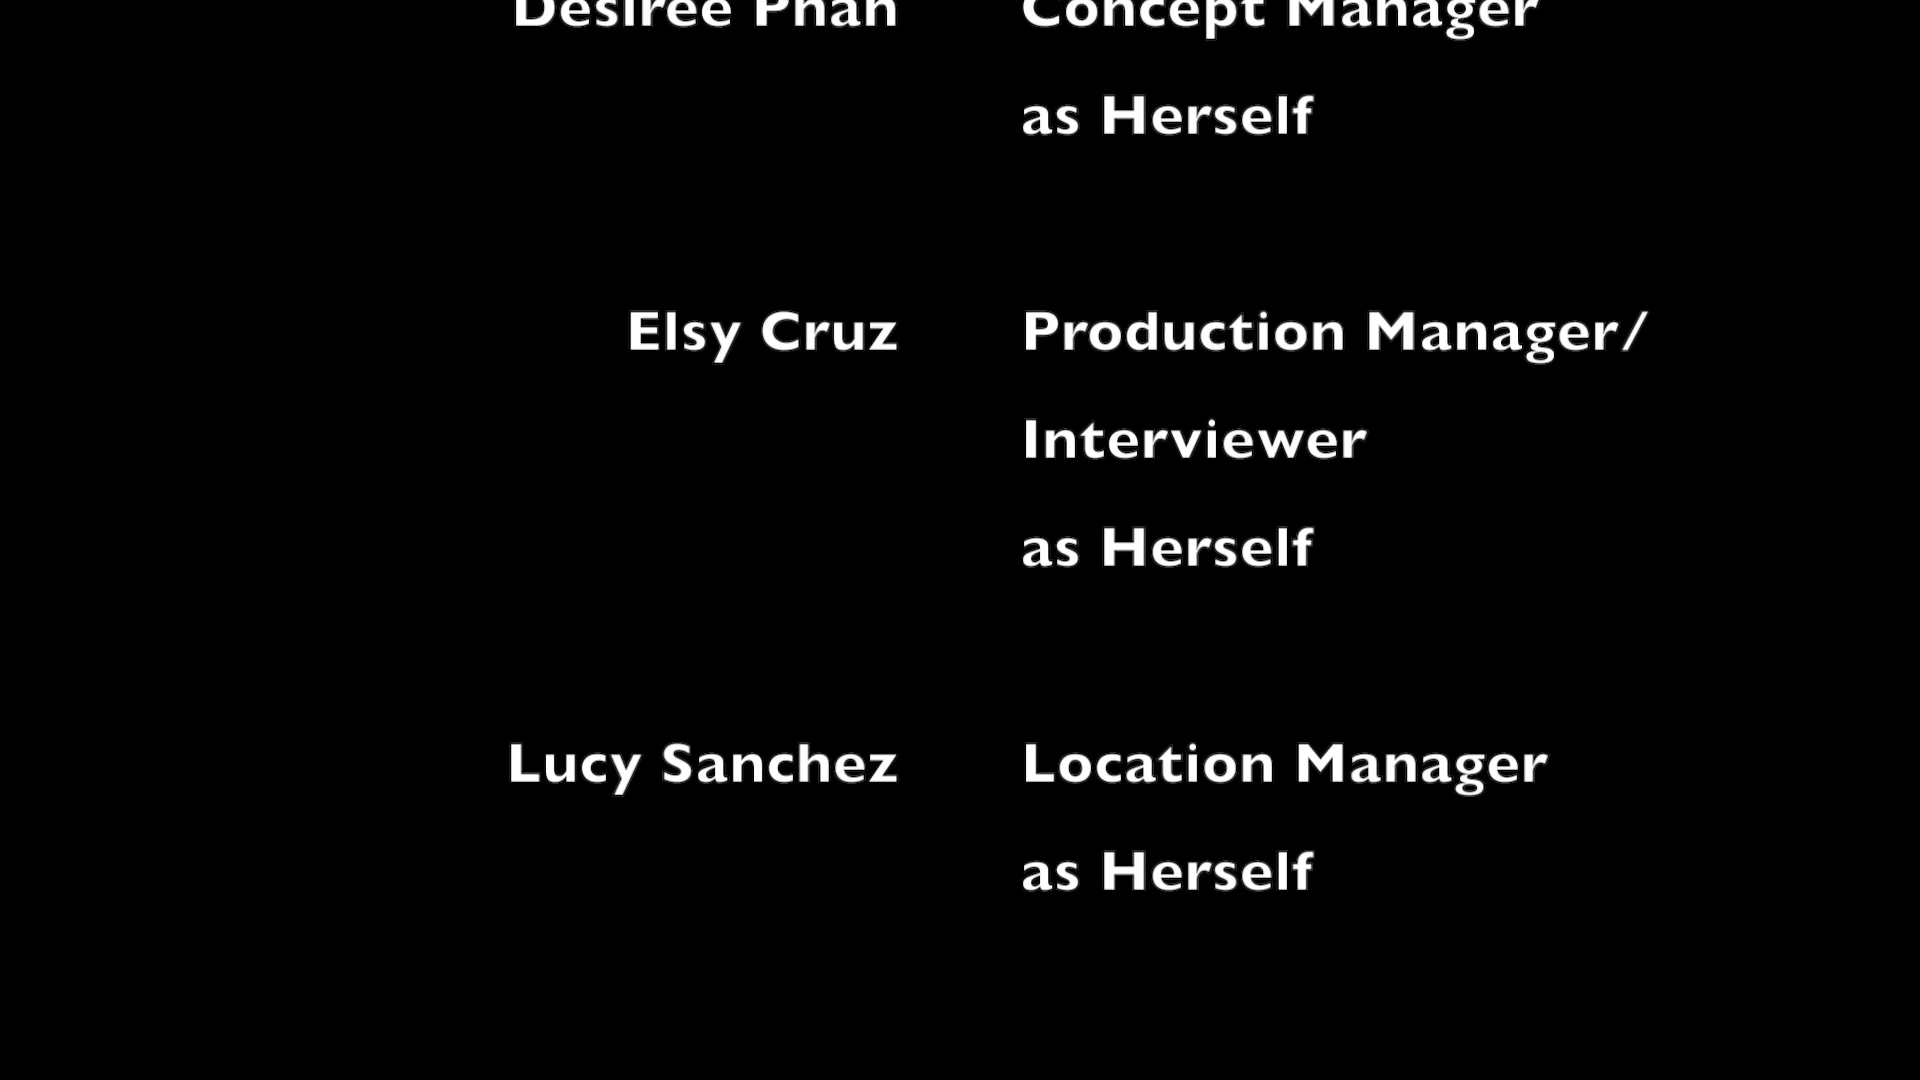 Desiree Phan Concept Manager
as Herself
Elsy Cruz Production Manager/
Interviewer
as Herself
Lucy Sanchez Location Manager
as Herself